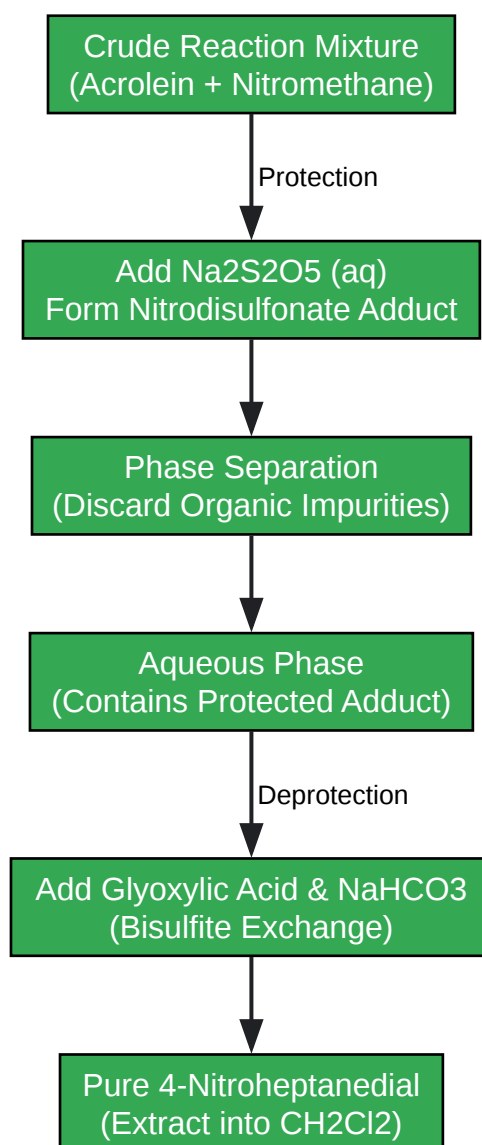 Crude Reaction Mixture
(Acrolein + Nitromethane)
Protection
Add Na2S2O5 (aq)
Form Nitrodisulfonate Adduct
Phase Separation
(Discard Organic Impurities)
Aqueous Phase
(Contains Protected Adduct)
Deprotection
Add Glyoxylic Acid & NaHCO3
(Bisulfite Exchange)
Pure 4-Nitroheptanedial
(Extract into CH2Cl2)